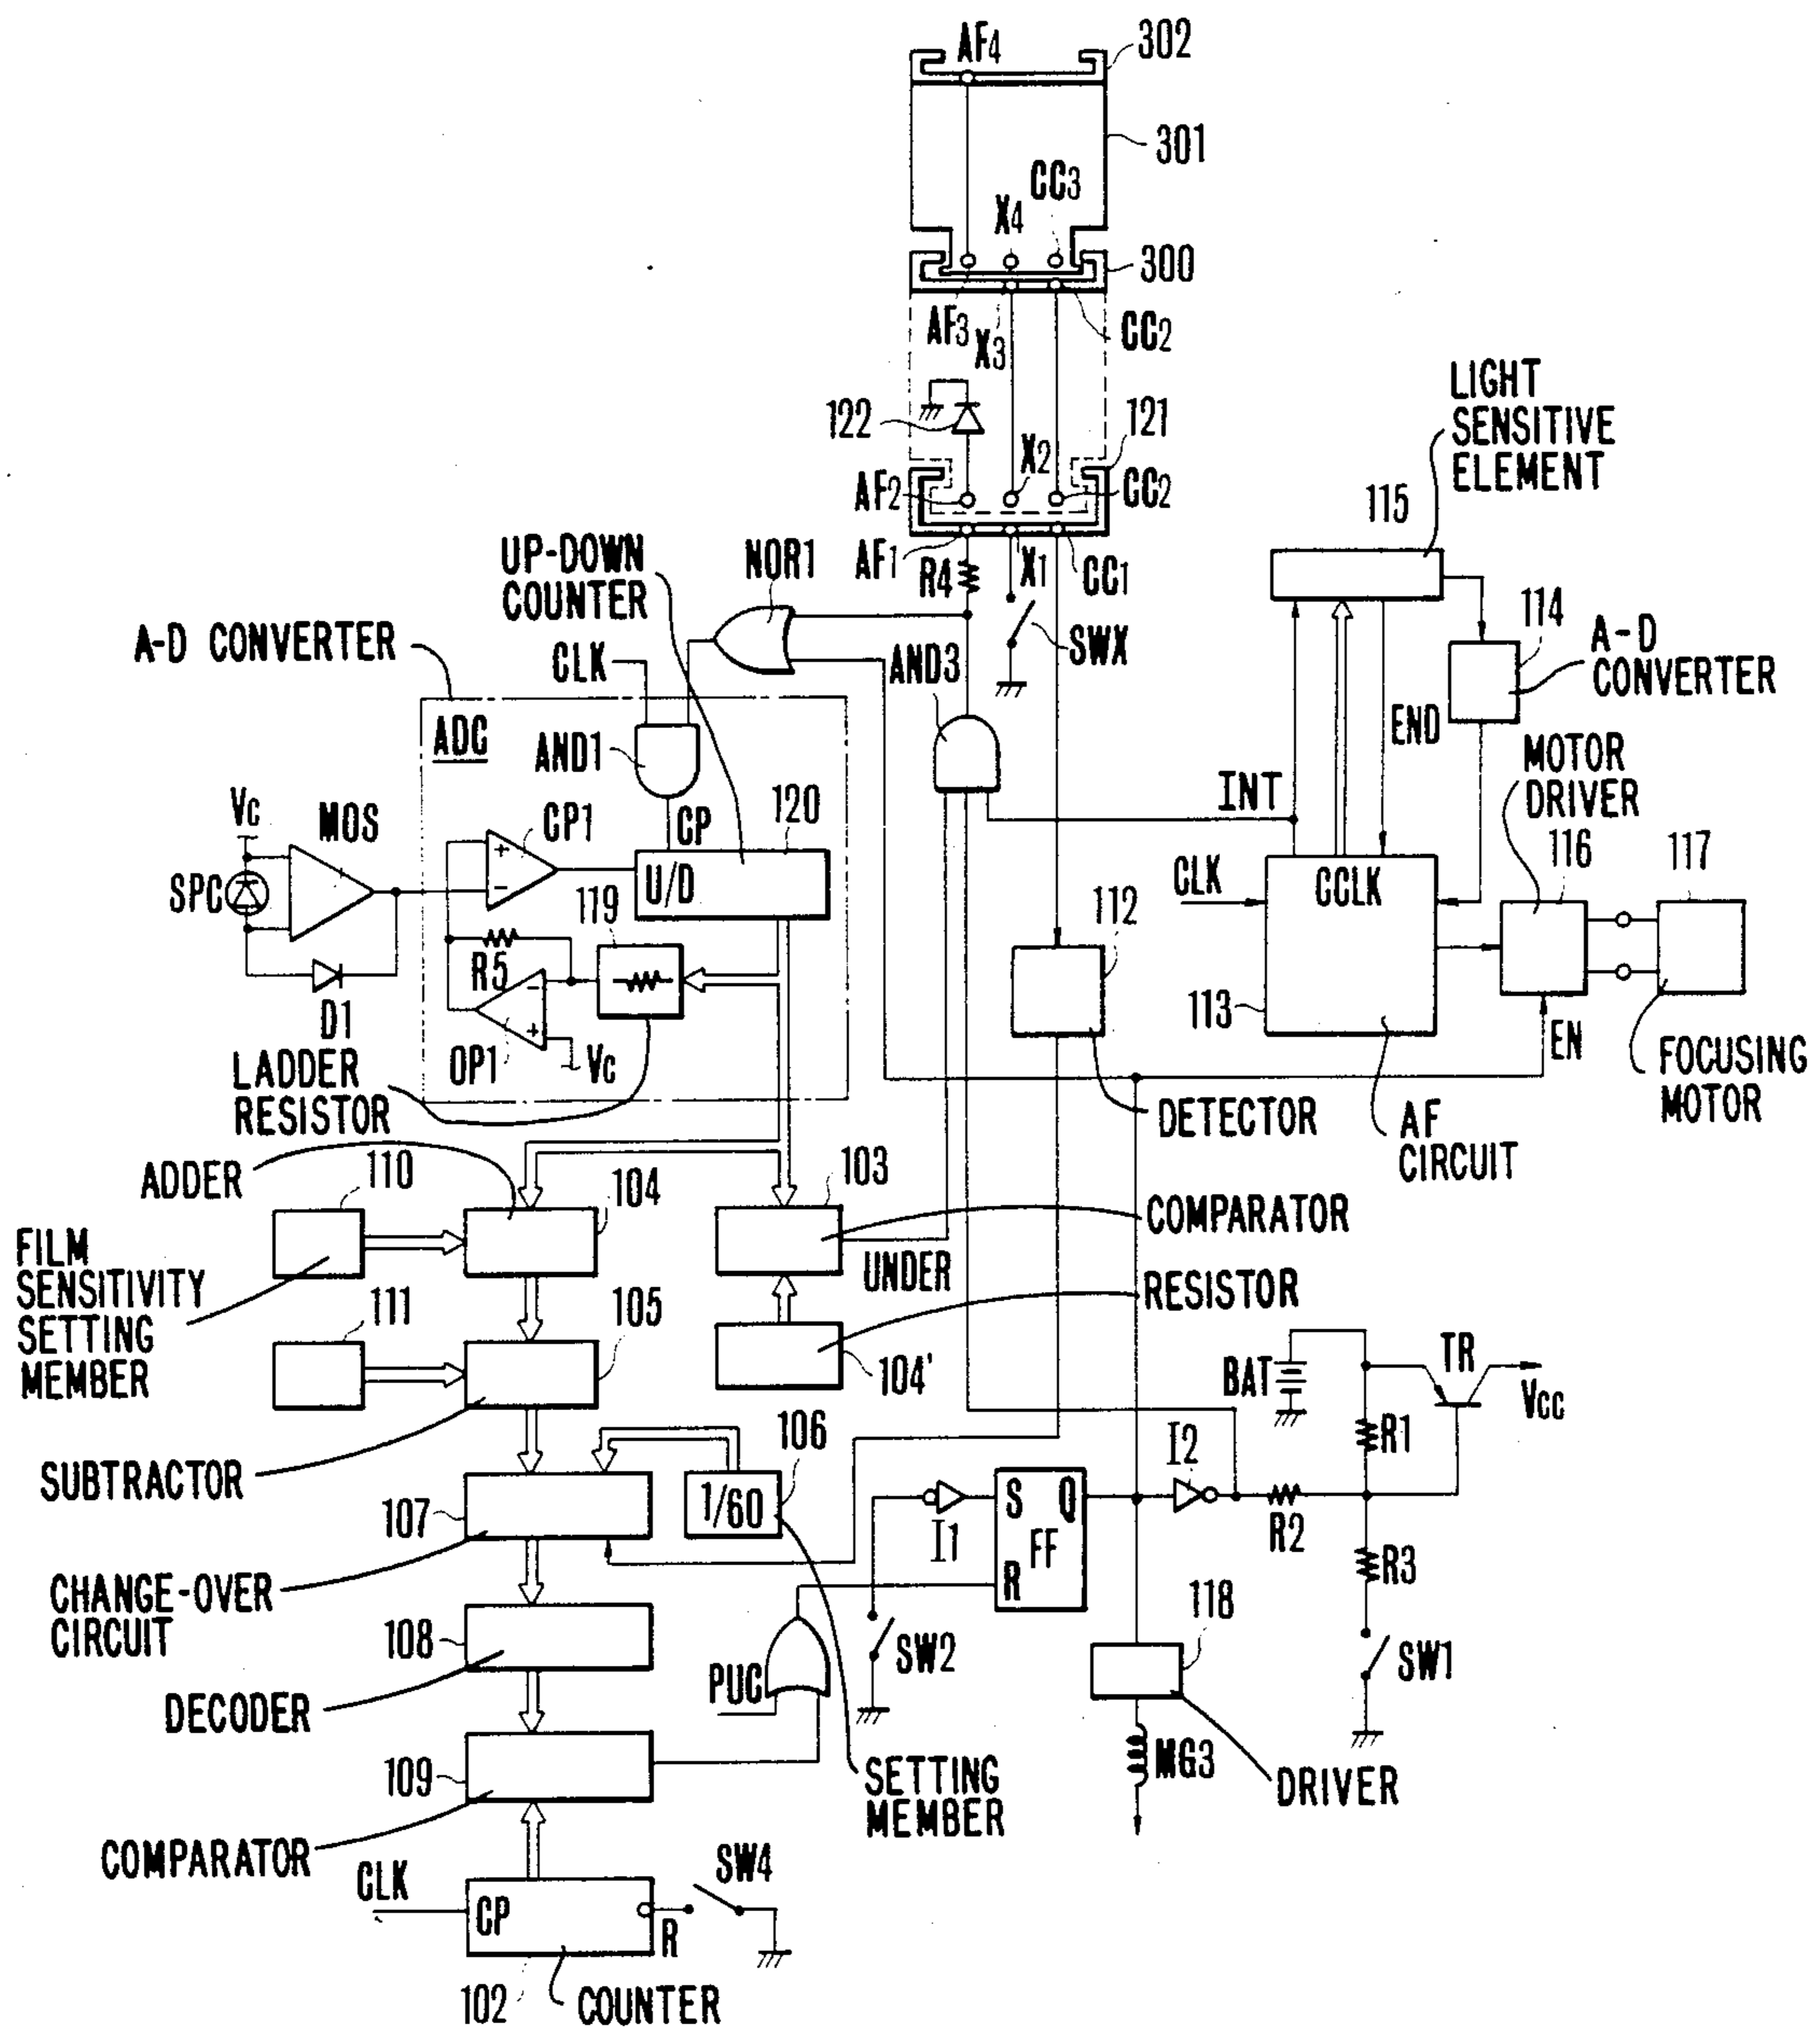 AF4
302
301
CC3
X4
300
AF3
X3
CC2
122
121
X2
AF2
CC2
LIGHT
SENSITIVE
ELEMENT
115
UP-DOWN
COUNTER
NOR1
AF1
R4
X1
CC1
114
A-D CONVERTER
CLK
AND3
SWX
A-D
CONVERTER
ADC
AND1
END
MOTOR
DRIVER
INT
Vc
MOS
CP1
CP
120
116
117
SPC
U/D
119
CLK
CCLK
112
R5
D1
113
OP1
Vc
EN
LADDER
RESISTOR
FOCUSING
MOTOR
DETECTOR
AF
CIRCUIT
ADDER
110
104
103
COMPARATOR
FILM
SENSITIVITY
SETTING
MEMBER
UNDER
RESISTOR
111
105
104'
BAT
TR
Vcc
R1
SUBTRACTOR
106
I2
107
1/60
S
Q
I1
FF
R2
R
R3
CHANGE-OVER
CIRCUIT
118
108
SW2
SW1
PUC
DECODER
MG3
109
SETTING
MEMBER
DRIVER
COMPARATOR
CLK
SW4
CP
R
102
COUNTER